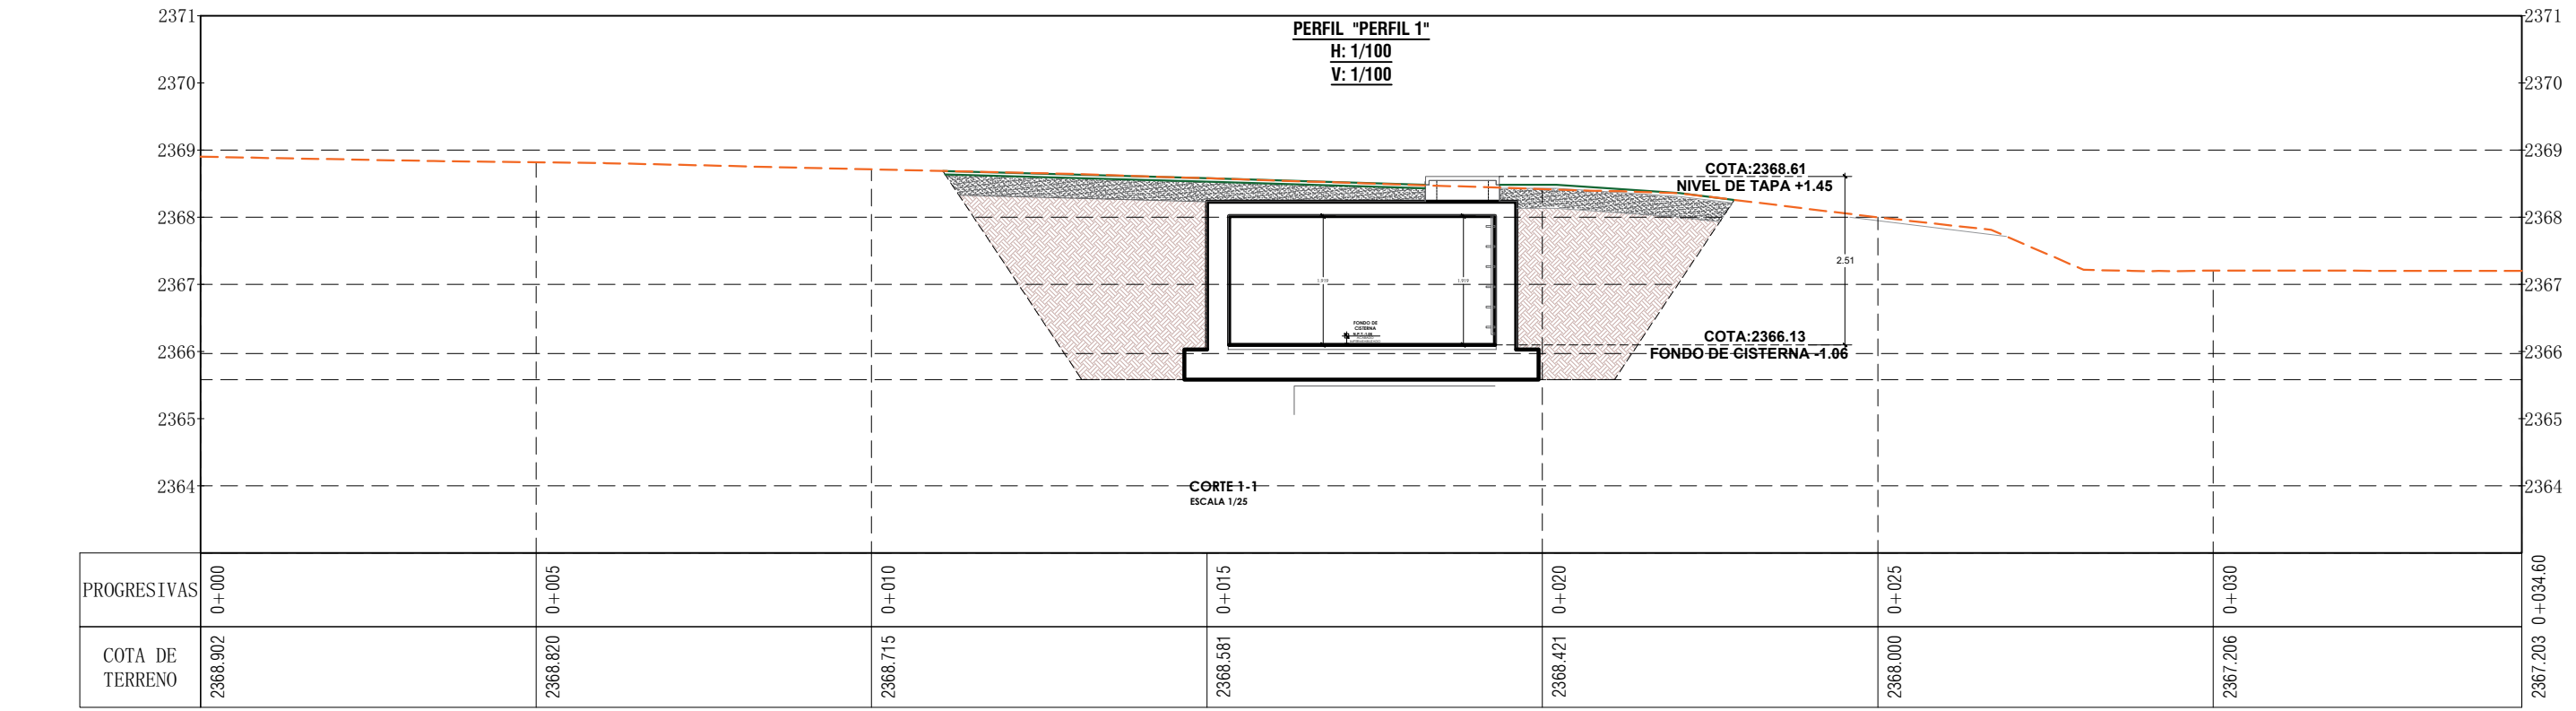 PERFIL "PERFIL 1"
H: 1/100
V: 1/100
2371
2371
2370
2370
2369
2369
2368
2368
2367
2367
2366
2366
2365
2365
2364
2364
COTA:2368.61
NIVEL DE TAPA +1.45
2.51
COTA:2366.13
FONDO DE CISTERNA -1.06
FONDO DE
CISTERNA
CORTE 1-1
ESCALA 1/25
PROGRESIVAS
0+000
0+005
0+010
0+015
0+020
0+025
0+030
0+034.60
COTA DE
TERRENO
2368.902
2368.820
2368.715
2368.581
2368.421
2368.000
2367.206
2367.203